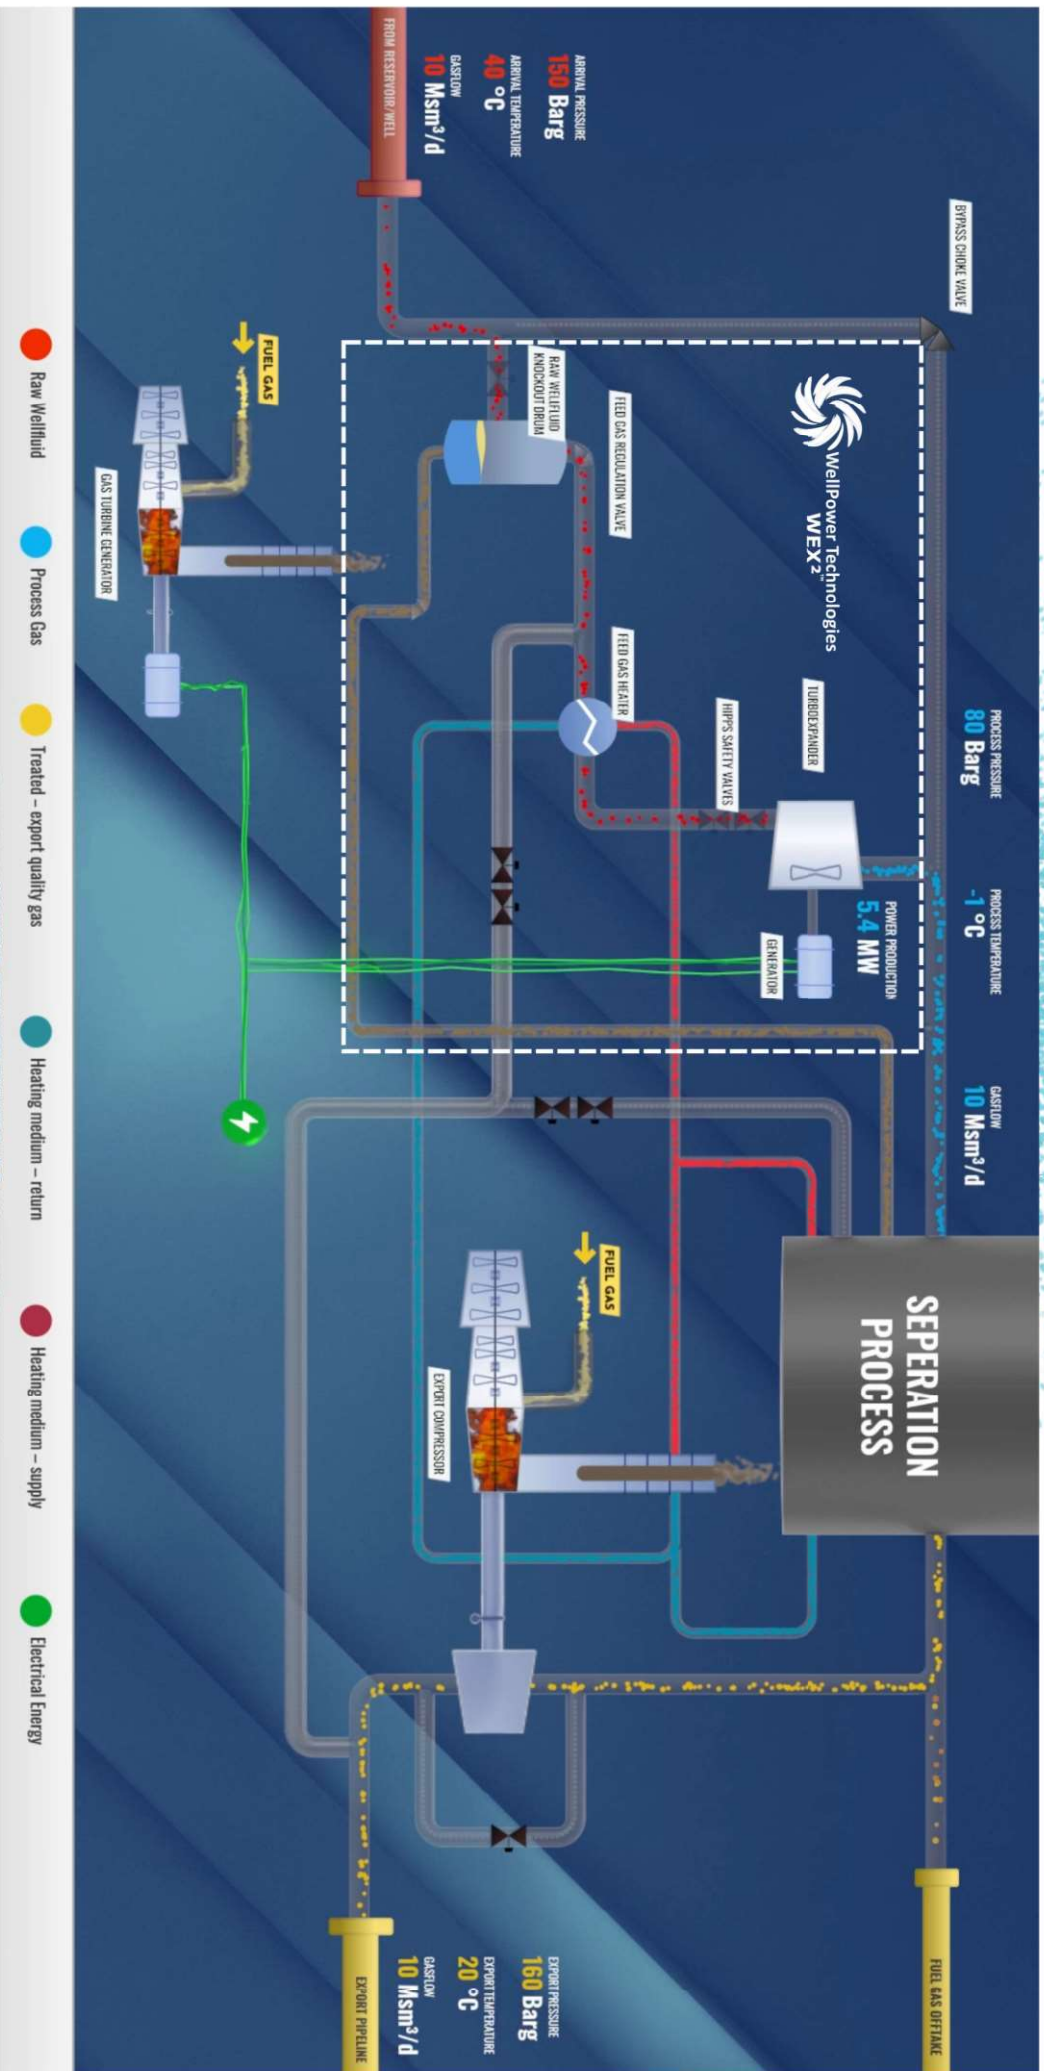 BYPASS CHOKE VALVE
ARRIVAL PRESSURE
150 Barg
ARRIVAL TEMPERATURE
40 °C
GASFLOW
10 Msm³/d
FROM RESERVOIR/WELL
WellPower Technologies
WEX²™
RAW WELLFLUID
KNOCKOUT DRUM
FEED GAS REGULATION VALVE
FEED GAS HEATER
HIPPS SAFETY VALVES
TURBOEXPANDER
POWER PRODUCTION
5.4 MW
GENERATOR
PROCESS PRESSURE
80 Barg
PROCESS TEMPERATURE
-1 °C
GASFLOW
10 Msm³/d
SEPERATION
PROCESS
FUEL GAS
GAS TURBINE GENERATOR
FUEL GAS
EXPORT COMPRESSOR
FUEL GAS OFFTAKE
EXPORT PRESSURE
160 Barg
EXPORT TEMPERATURE
20 °C
GASFLOW
10 Msm³/d
EXPORT PIPELINE
Raw Wellfluid
Process Gas
Treated – export quality gas
Heating medium – return
Heating medium – supply
Electrical Energy